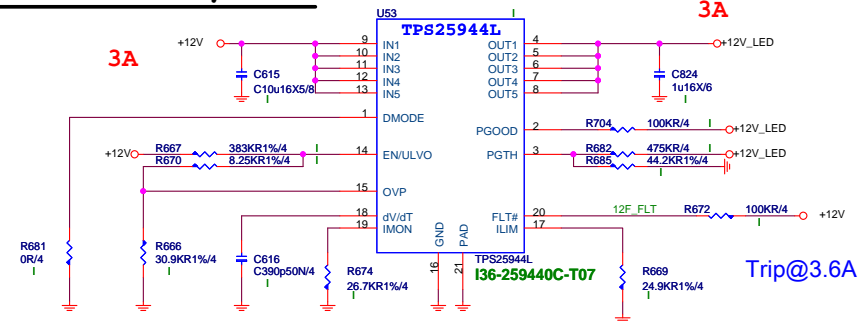 3A
U53
TPS25944L
+12V
9 IN1 OUT1 4 +12V_LED
10 IN2 OUT2 5
3A
11 IN3 OUT3 6
C615 12 IN4 OUT4 7 C824
C10u16X5/8 13 IN5 OUT5 8 1u16X/6
1 DMODE
PGOOD 2 R704 100KR/4 +12V_LED
+12V R667 383KR1%/4 14 EN/ULVO PGTH 3 R682 475KR/4 +12V_LED
R670 8.25KR1%/4 R685 44.2KR1%/4
15 OVP
18 dV/dT FLT# 20 12F_FLT R672 100KR/4 +12V
19 IMON ILIM 17
GND PAD
R681 R666 C616
0R/4 30.9KR1%/4 C390p50N/4
16 21 TPS25944L
I36-259440C-T07
R674 R669 Trip@3.6A
26.7KR1%/4 24.9KR1%/4